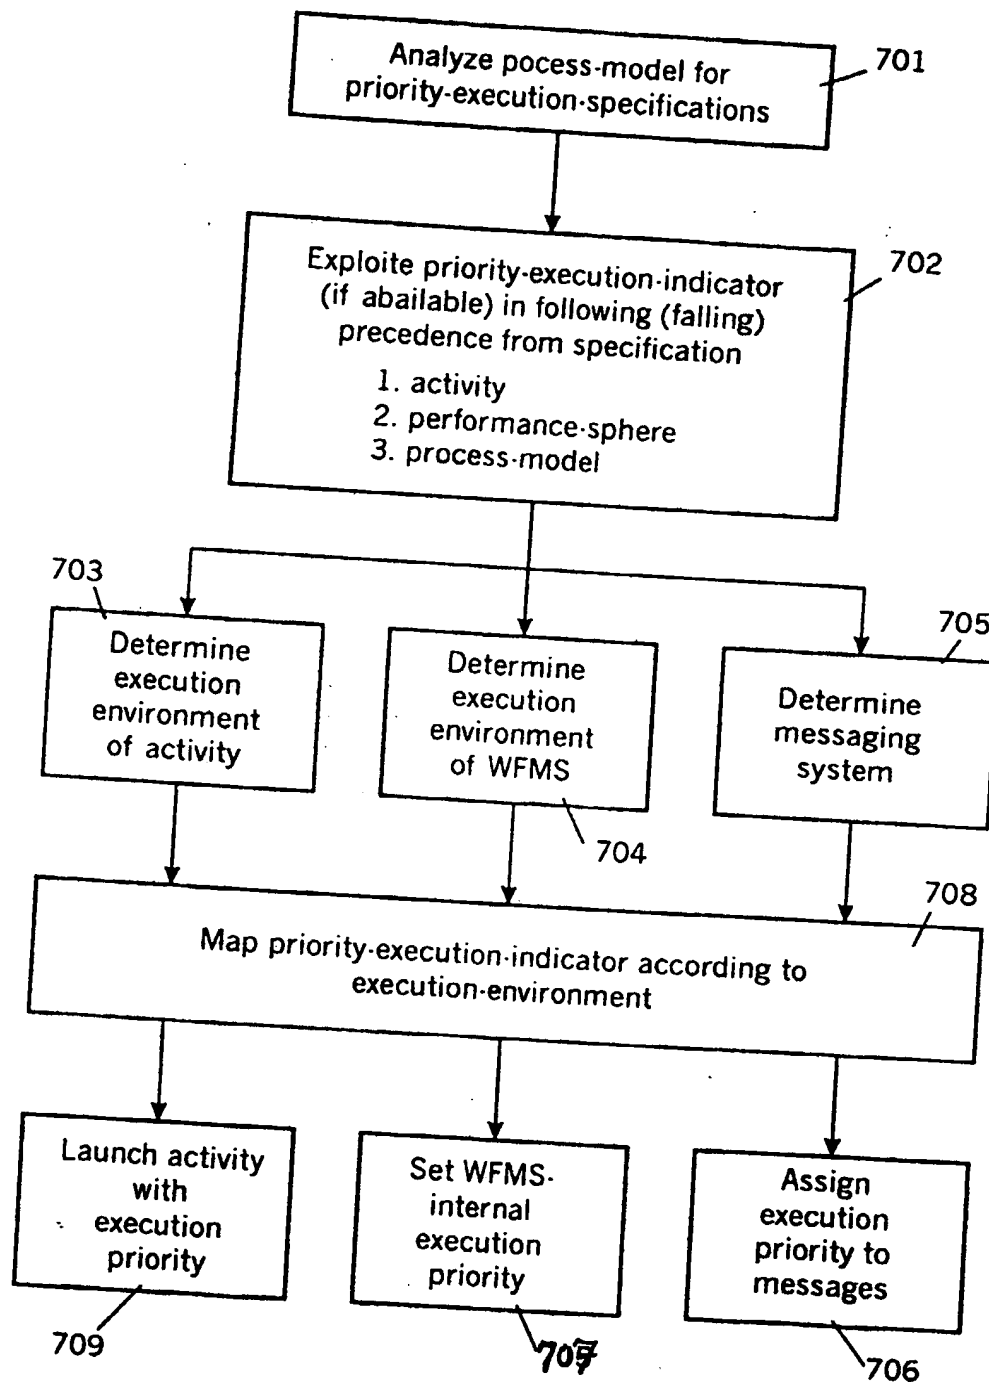 Analyze pocess-model for
priority-execution-specifications
701
Exploite priority-execution-indicator
(if abailable) in following (falling)
precedence from specification
1. activity
2. performance-sphere
3. process-model
702
703
Determine
execution
environment
of activity
Determine
execution
environment
of WFMS
704
705
Determine
messaging
system
708
Map priority-execution-indicator according to
execution-environment
Launch activity
with
execution
priority
709
Set WFMS-
internal
execution
priority
Assign
execution
priority to
messages
706